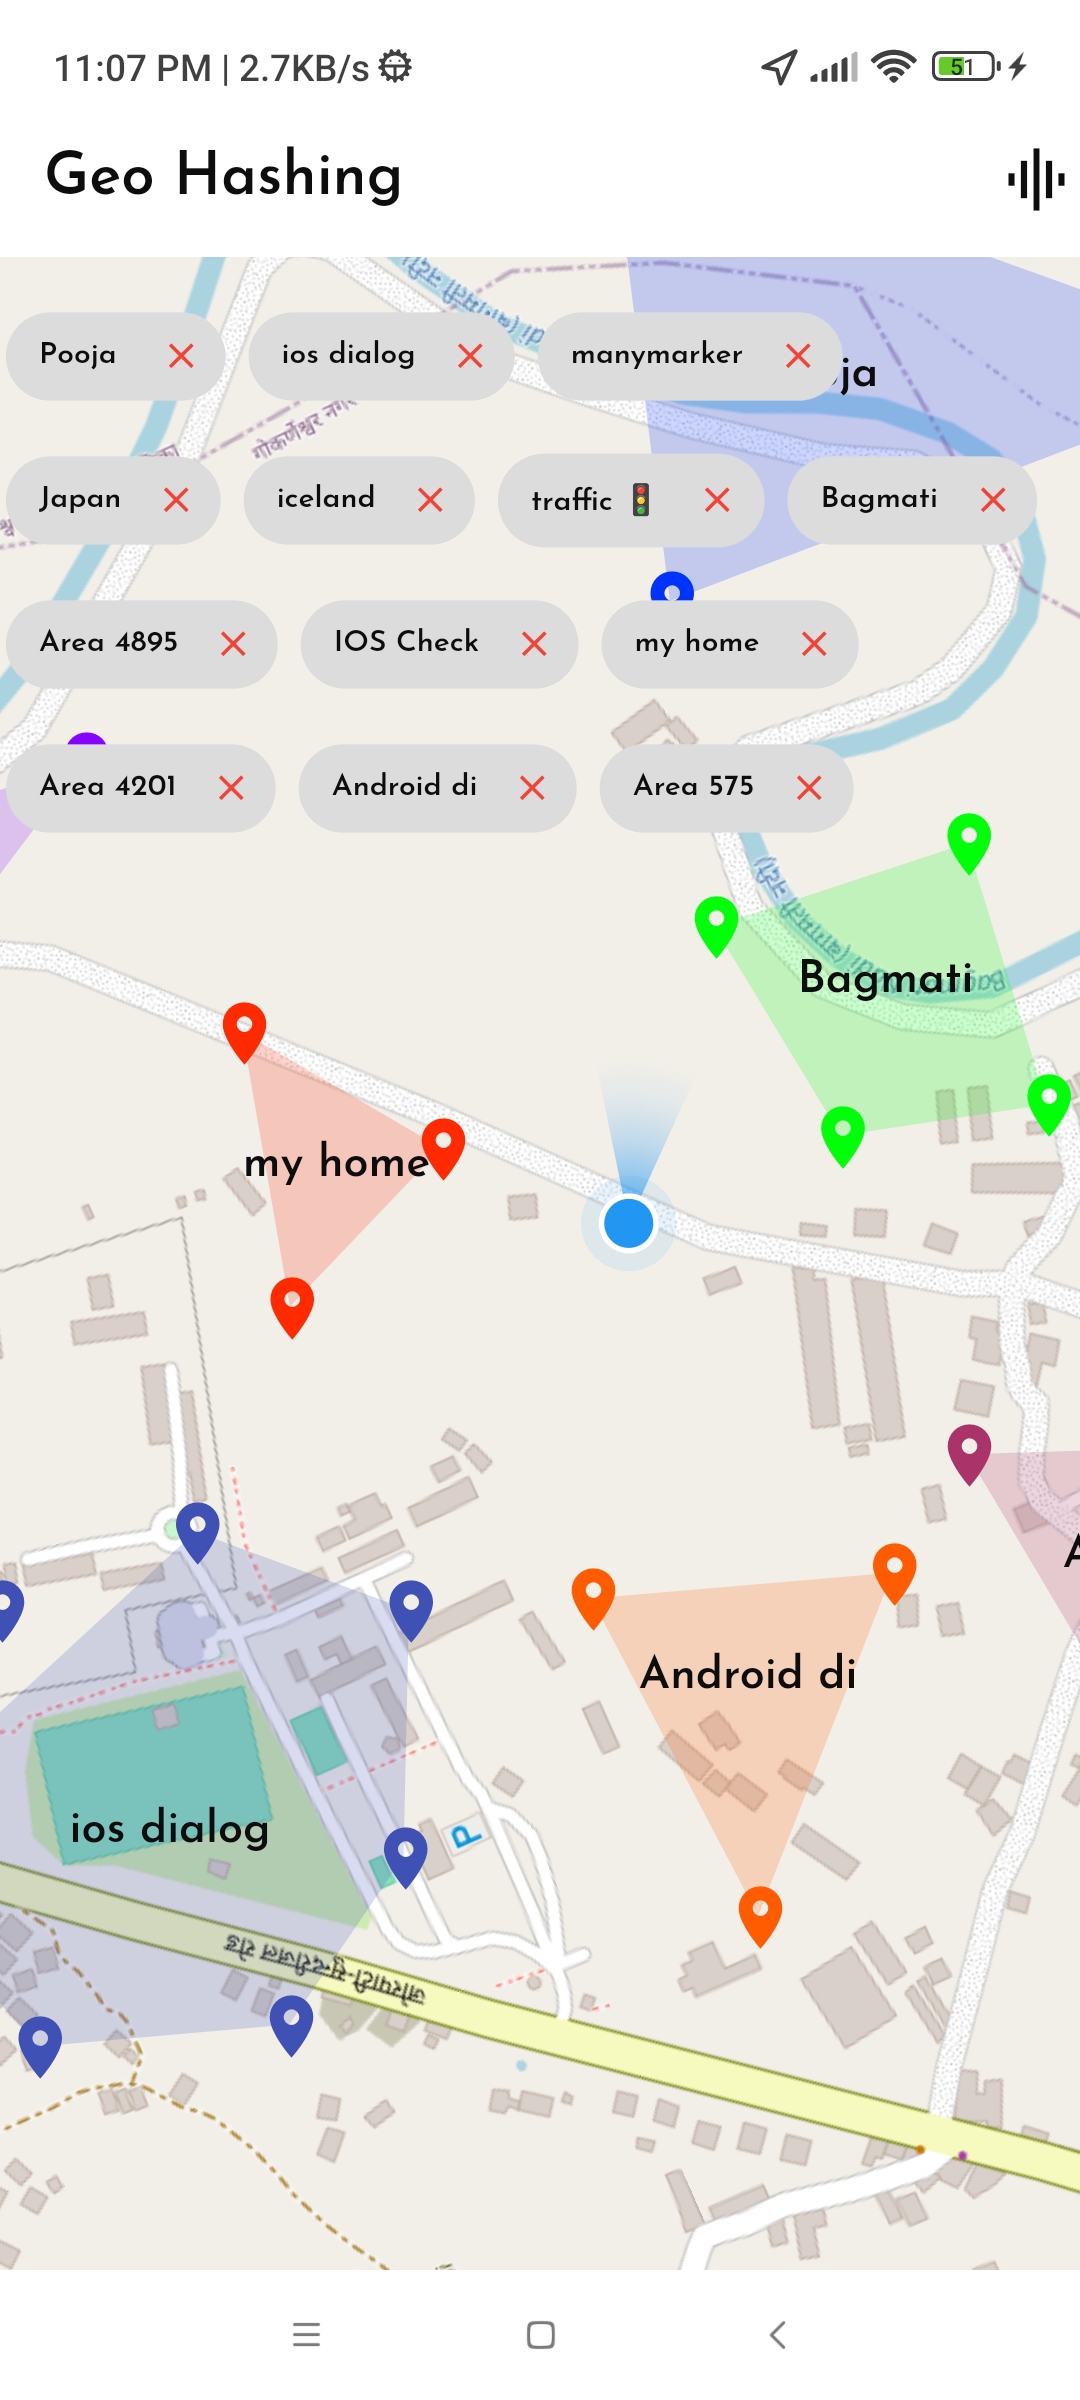 11:07 PM | 2.7KB/s
51
Geo Hashing
Pooja
ios dialog
manymarker
ja
गोकर्णेश्वर नगर
Japan
iceland
traffic 🚦
Bagmati
Area 4895
IOS Check
my home
Area 4201
Android di
Area 575
Bagmati
my home
Android di
ios dialog
P